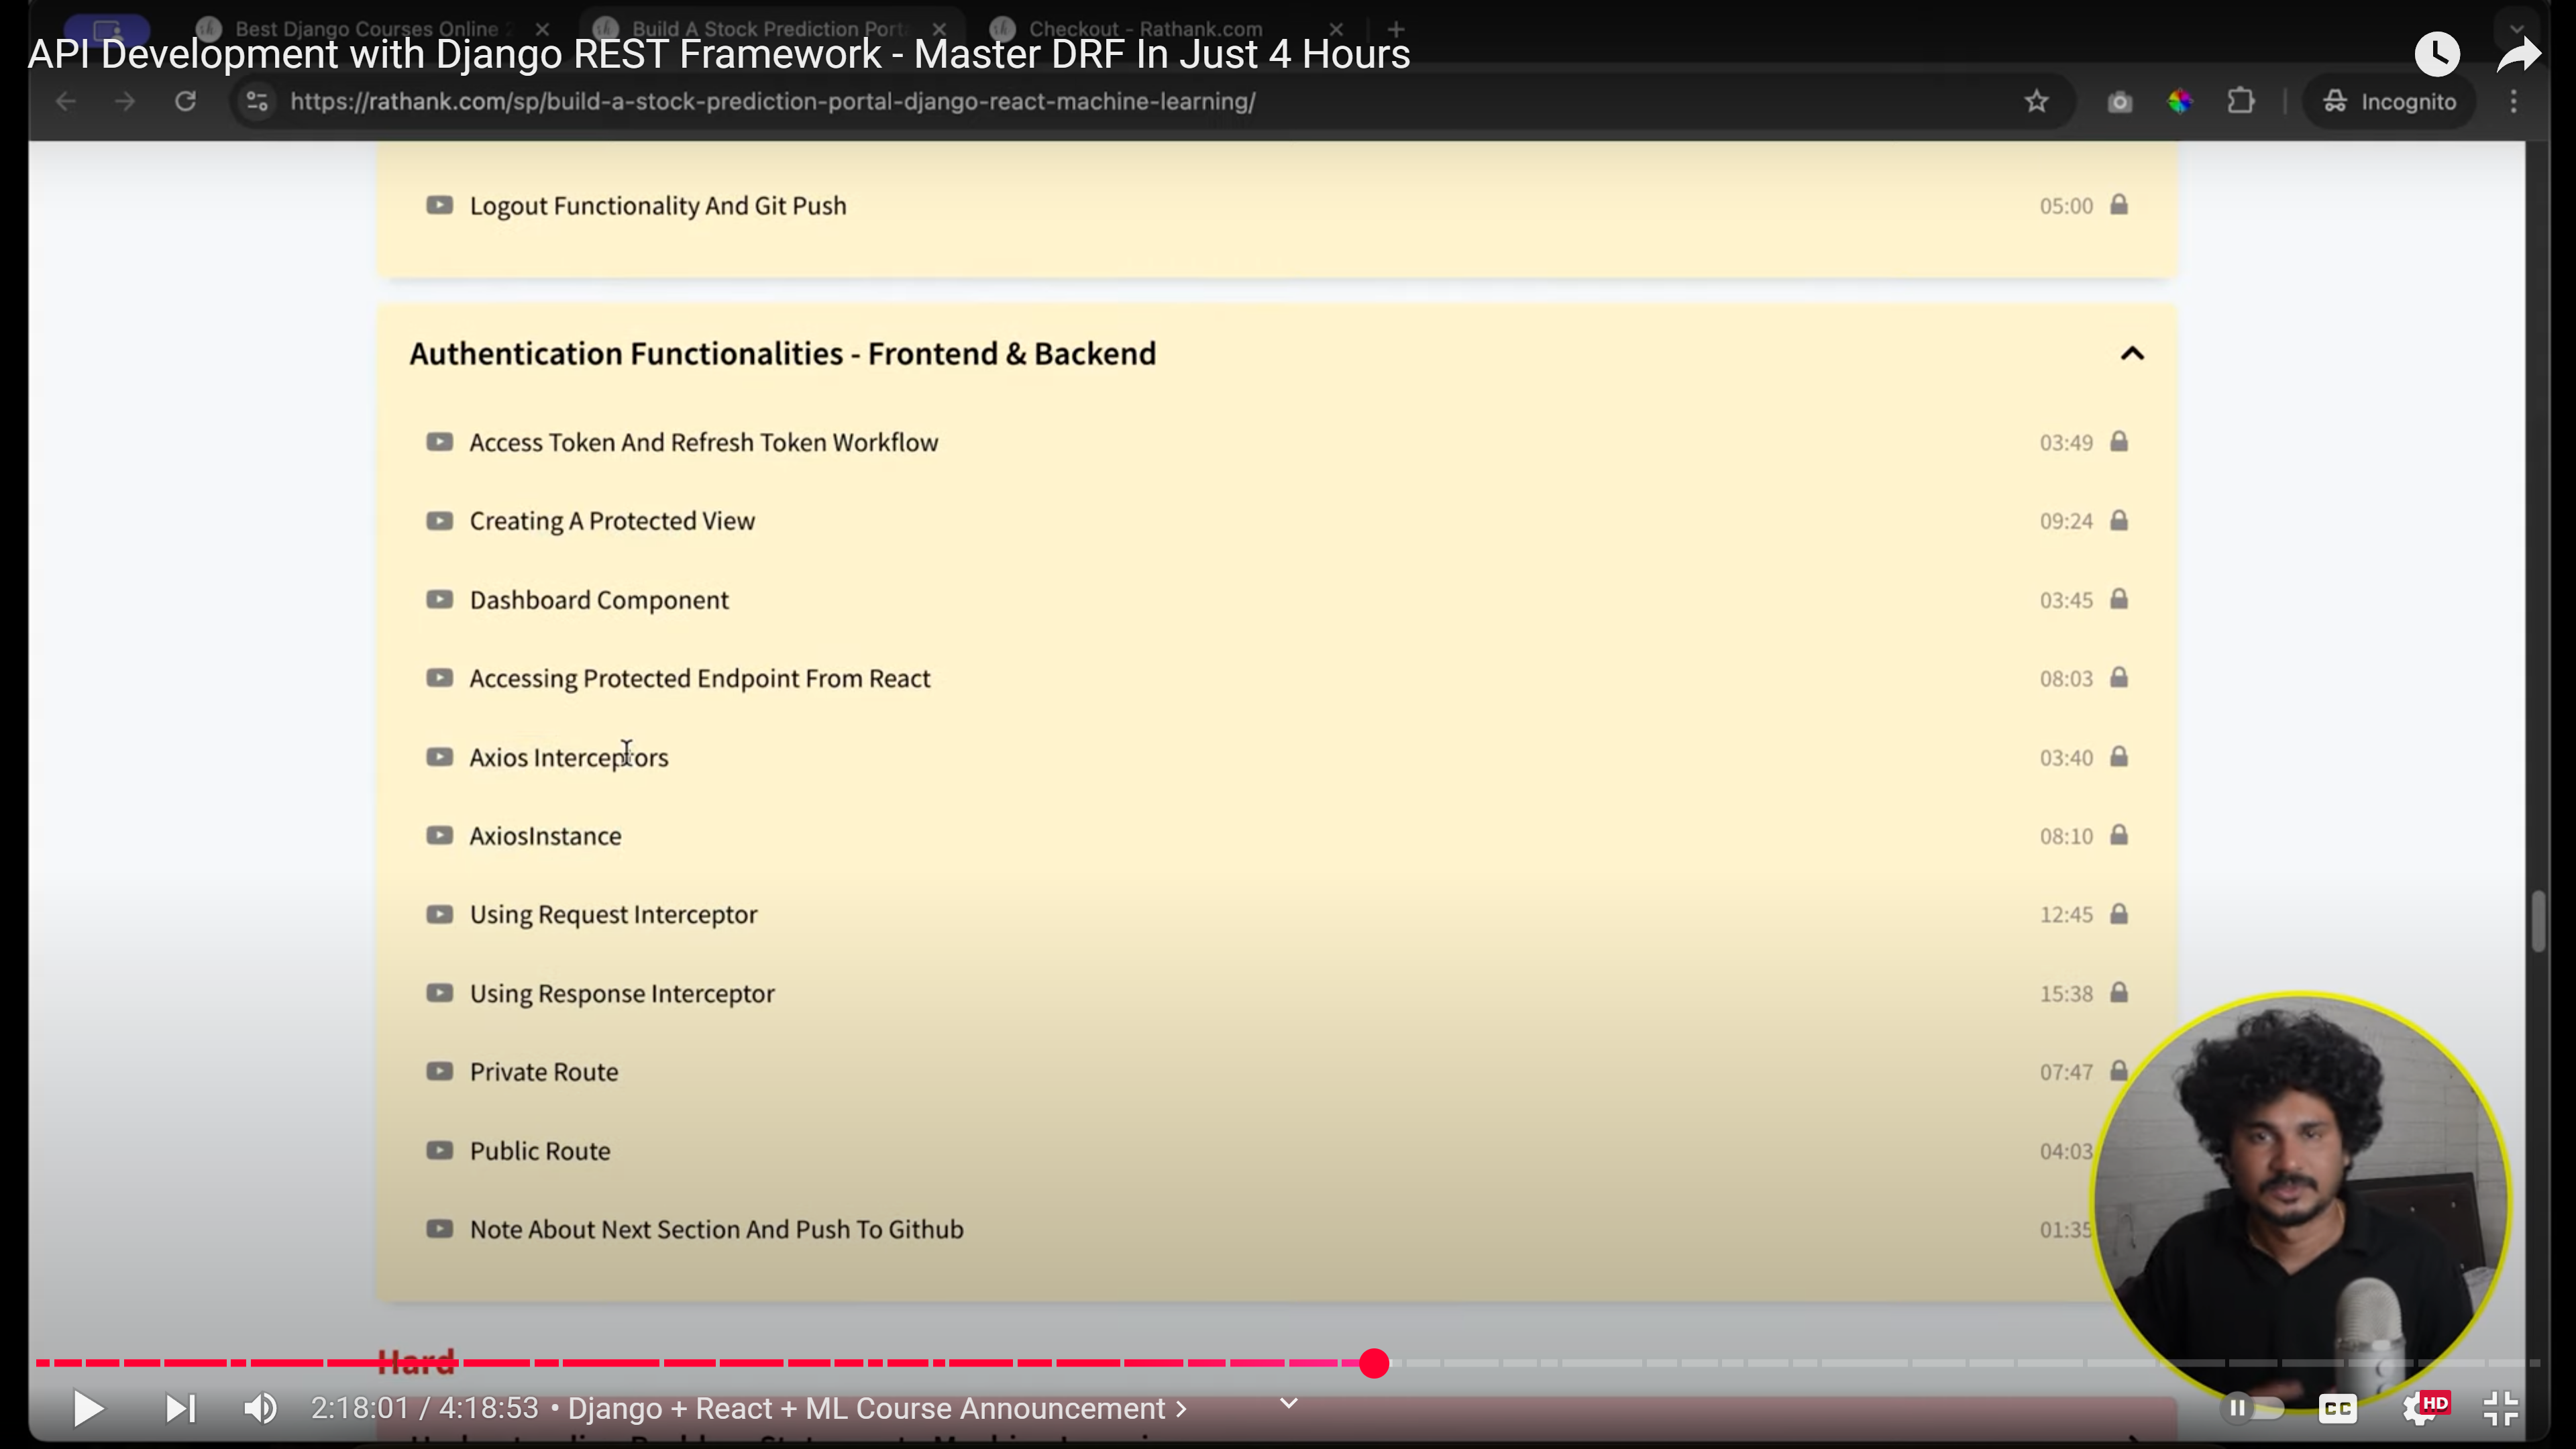 Best Django Courses Online
Build A Stock Prediction Port
Checkout - Rathank.com
API Development with Django REST Framework - Master DRF In Just 4 Hours
https://rathank.com/sp/build-a-stock-prediction-portal-django-react-machine-learning/
Incognito
Logout Functionality And Git Push 05:00
Authentication Functionalities - Frontend & Backend
Access Token And Refresh Token Workflow 03:49
Creating A Protected View 09:24
Dashboard Component 03:45
Accessing Protected Endpoint From React 08:03
Axios Interceptors 03:40
AxiosInstance 08:10
Using Request Interceptor 12:45
Using Response Interceptor 15:38
Private Route 07:47
Public Route 04:03
Note About Next Section And Push To Github 01:35
Hard
2:18:01 / 4:18:53 • Django + React + ML Course Announcement
CC
HD